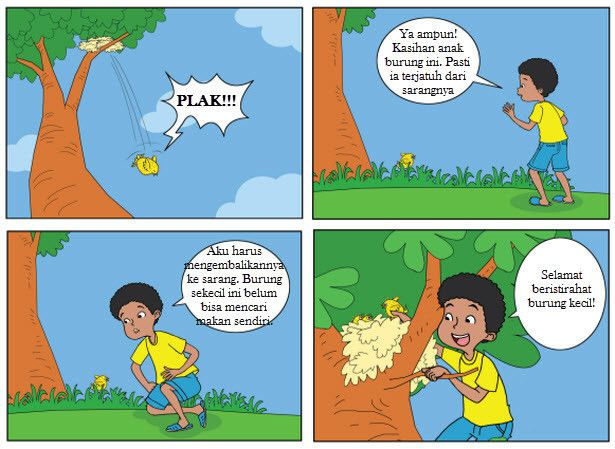 PLAK!!!
Ya ampun!
Kasihan anak
burung ini. Pasti
ia terjatuh dari
sarangnya
Aku harus
mengembalikannya
ke sarang. Burung
sekecil ini belum
bisa mencari
makan sendiri.
Selamat
beristirahat
burung kecil!